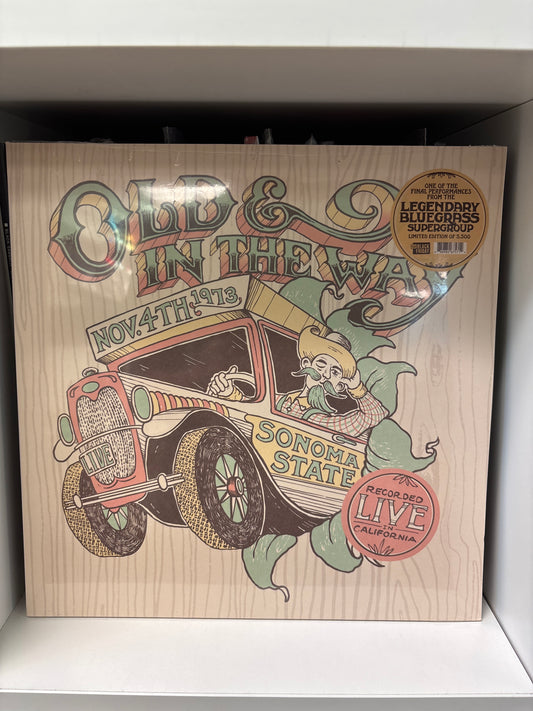 OLD &
IN THE WAY
NOV. 4TH, 1973
LIVE
SONOMA
STATE
RECORDED
LIVE
IN
CALIFORNIA
ONE OF THE
FINAL PERFORMANCES
FROM THE
LEGENDARY
BLUEGRASS
SUPERGROUP
LIMITED EDITION OF 3,500